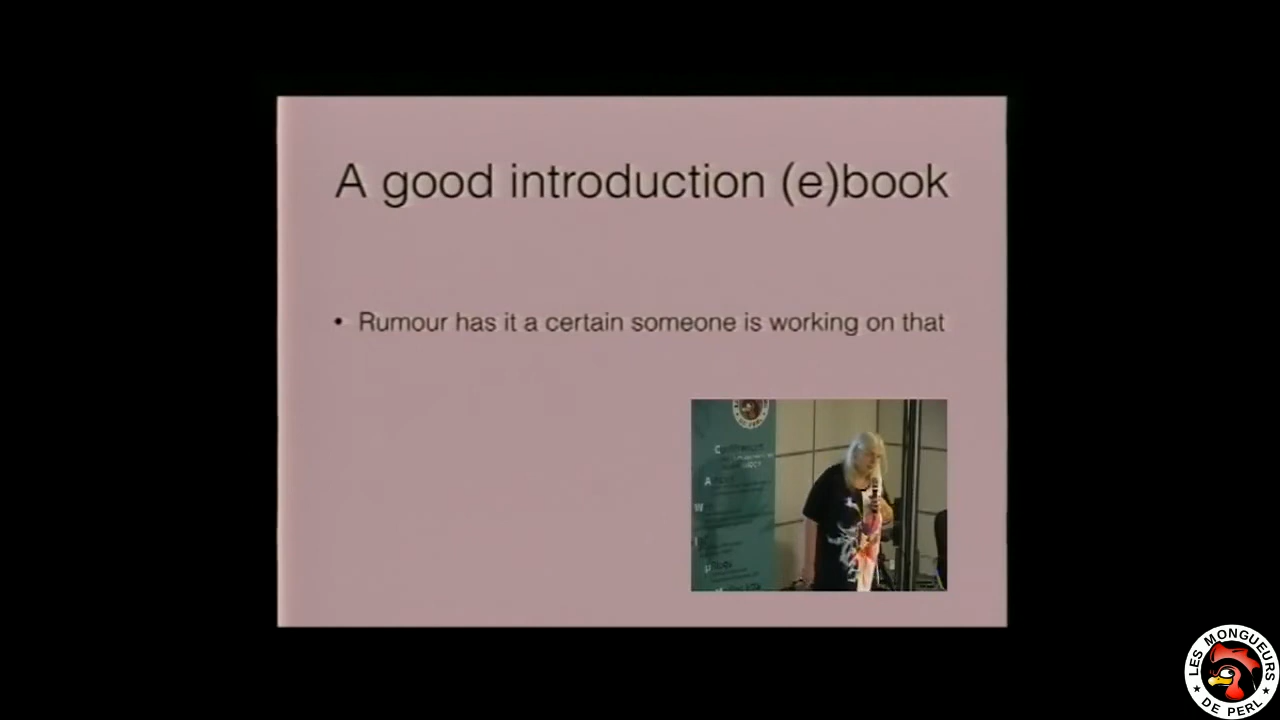 A good introduction (e)book
• Rumour has it a certain someone is working on that
LES MONGUEURS
DE PERL